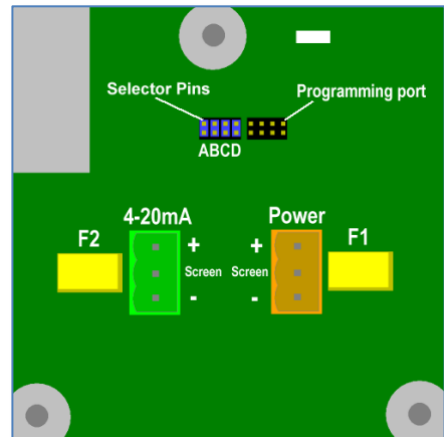 Selector Pins
Programming port
ABCD
4-20mA
Power
F2
F1
+
+
Screen
Screen
-
-